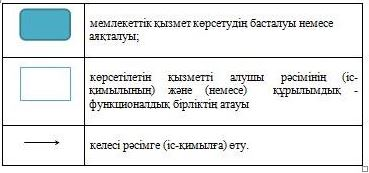 мемлекеттік қызмет көрсетудің басталуы немесе
аяқталуы;
көрсетілетін қызметті алушы рәсімінің (іс-
қимылының) және (немесе) құрылымдық -
функционалдық бірліктің атауы
келесі рәсімге (іс-қимылға) өту.